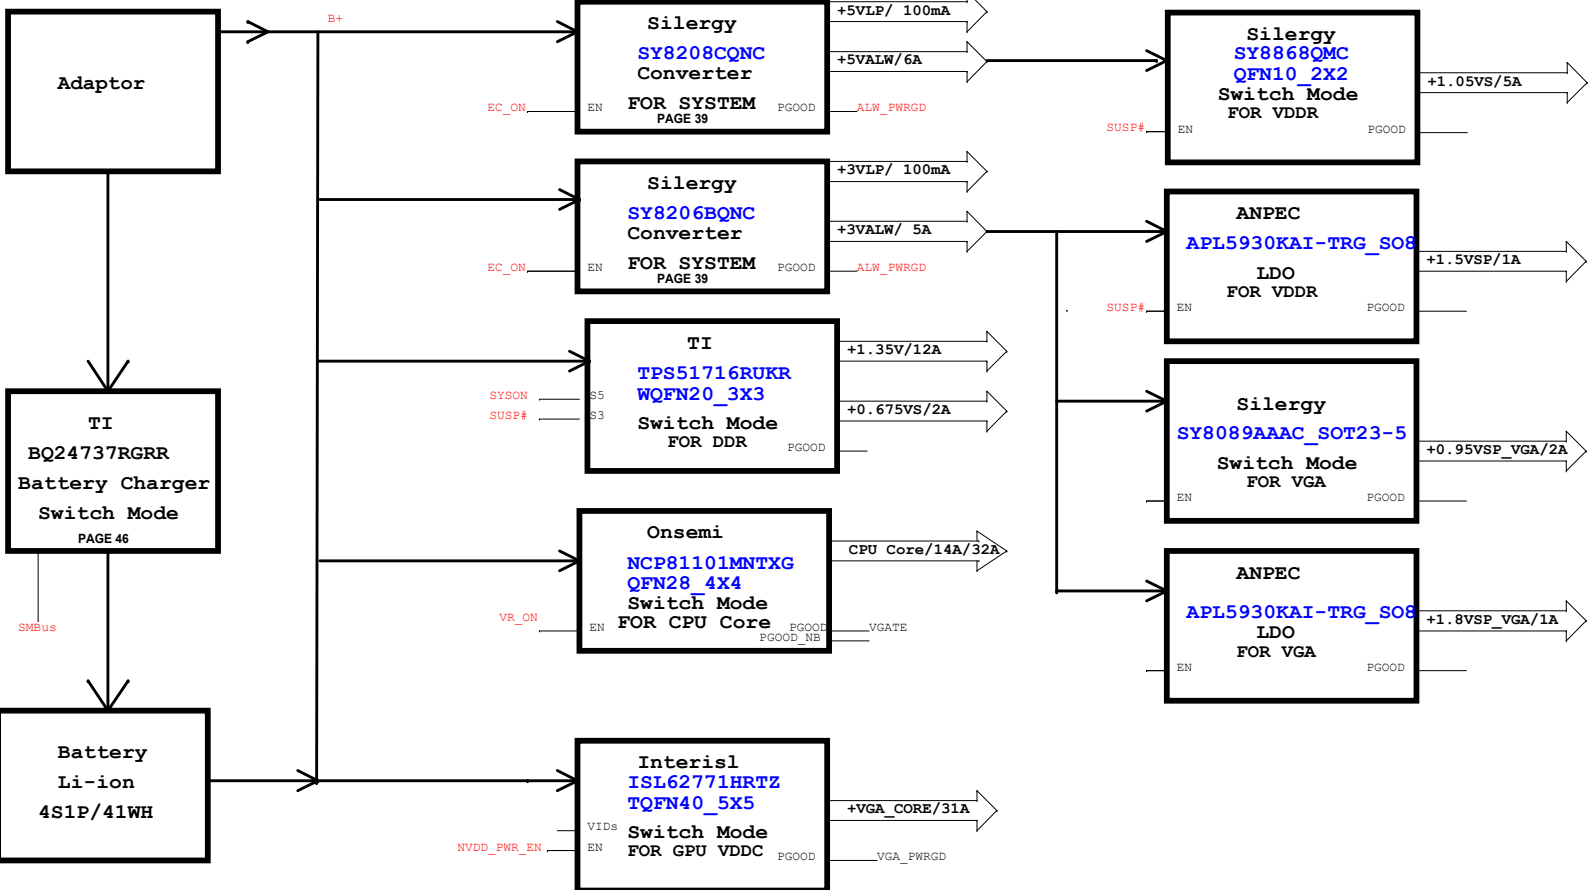 Adaptor
B+
TI
BQ24737RGRR
Battery Charger
Switch Mode
PAGE 46
SMBus
Battery
Li-ion
4S1P/41WH
Silergy
SY8208CQNC
Converter
FOR SYSTEM
PAGE 39
EC_ON
EN
PGOOD
ALW_PWRGD
+5VLP/ 100mA
+5VALW/6A
Silergy
SY8206BQNC
Converter
FOR SYSTEM
PAGE 39
EC_ON
EN
PGOOD
ALW_PWRGD
+3VLP/ 100mA
+3VALW/ 5A
TI
TPS51716RUKR
WQFN20_3X3
Switch Mode
FOR DDR
SYSON
S5
SUSP#
S3
PGOOD
+1.35V/12A
+0.675VS/2A
Onsemi
NCP81101MNTXG
QFN28_4X4
Switch Mode
FOR CPU Core
VR_ON
EN
PGOOD
PGOOD_NB
VGATE
CPU Core/14A/32A
Interisl
ISL62771HRTZ
TQFN40_5X5
Switch Mode
FOR GPU VDDC
VIDs
NVDD_PWR_EN
EN
PGOOD
VGA_PWRGD
+VGA_CORE/31A
Silergy
SY8868QMC
QFN10_2X2
Switch Mode
FOR VDDR
SUSP#
EN
PGOOD
+1.05VS/5A
ANPEC
APL5930KAI-TRG_SO8
LDO
FOR VDDR
SUSP#
EN
PGOOD
+1.5VSP/1A
Silergy
SY8089AAAC_SOT23-5
Switch Mode
FOR VGA
EN
PGOOD
+0.95VSP_VGA/2A
ANPEC
APL5930KAI-TRG_SO8
LDO
FOR VGA
EN
PGOOD
+1.8VSP_VGA/1A